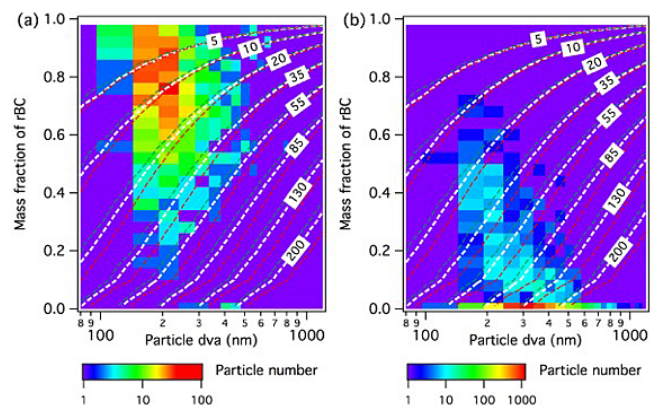 (a)
(b)
Mass fraction of rBC
1.0
0.8
0.6
0.4
0.2
0.0
5
10
20
35
55
85
130
200
8 9
100
2 3 4 5 6 7 8 9
1000
Particle dva (nm)
Particle number
1 10 100
Mass fraction of rBC
1.0
0.8
0.6
0.4
0.2
0.0
5
10
20
35
55
85
130
200
8 9
100
2 3 4 5 6 7 8 9
1000
Particle dva (nm)
Particle number
1 10 100 1000